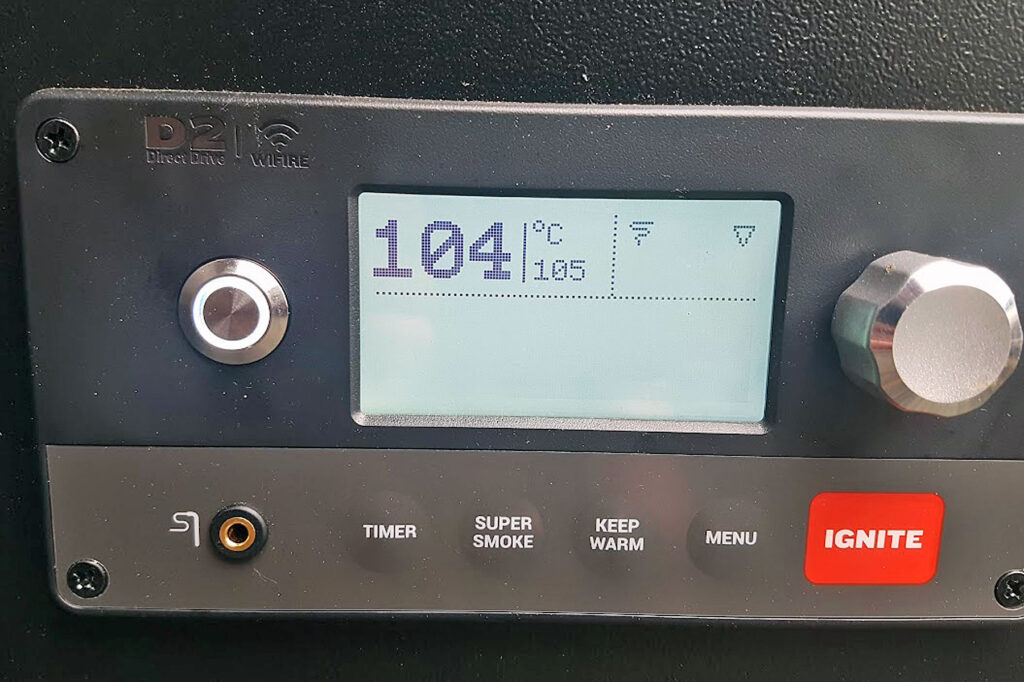 D2
Direct Drive
WIFIRE
104
°C
105
TIMER
SUPER
SMOKE
KEEP
WARM
MENU
IGNITE